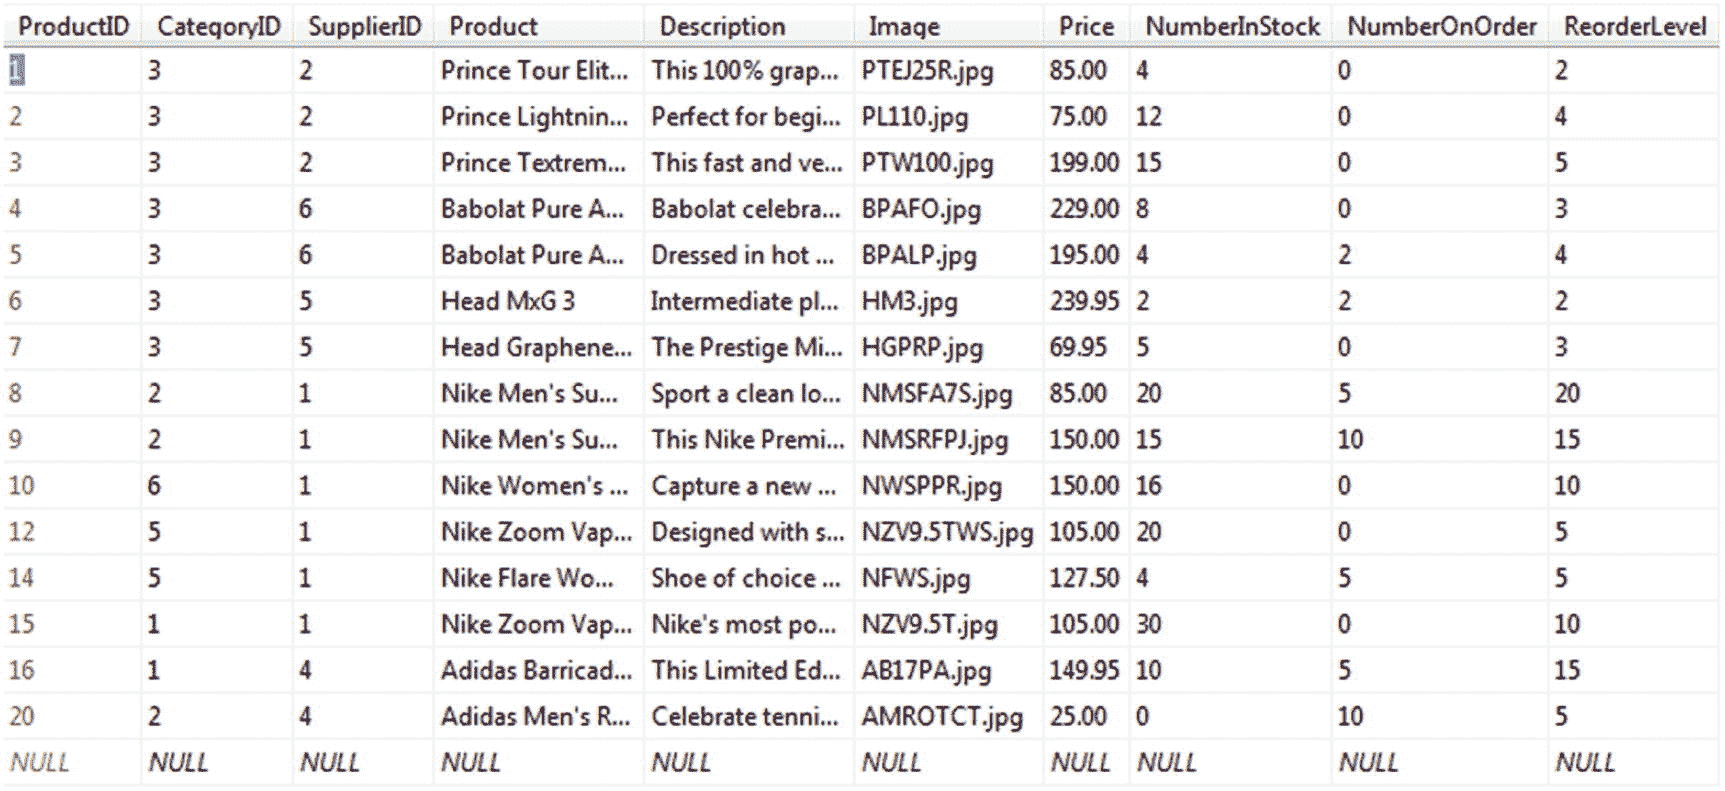 ProductID CategoryID SupplierID Product Description Image Price NumberInStock NumberOnOrder ReorderLevel
1 3 2 Prince Tour Elit... This 100% grap... PTEJ25R.jpg 85.00 4 0 2
2 3 2 Prince Lightnin... Perfect for begi... PL110.jpg 75.00 12 0 4
3 3 2 Prince Textrem... This fast and ve... PTW100.jpg 199.00 15 0 5
4 3 6 Babolat Pure A... Babolat celebra... BPAFO.jpg 229.00 8 0 3
5 3 6 Babolat Pure A... Dressed in hot ... BPALP.jpg 195.00 4 2 4
6 3 5 Head MxG 3 Intermediate pl... HM3.jpg 239.95 2 2 2
7 3 5 Head Graphene... The Prestige Mi... HGPRP.jpg 69.95 5 0 3
8 2 1 Nike Men's Su... Sport a clean lo... NMSFA7S.jpg 85.00 20 5 20
9 2 1 Nike Men's Su... This Nike Premi... NMSRFPJ.jpg 150.00 15 10 15
10 6 1 Nike Women's ... Capture a new ... NWSPPR.jpg 150.00 16 0 10
12 5 1 Nike Zoom Vap... Designed with s... NZV9.5TWS.jpg 105.00 20 0 5
14 5 1 Nike Flare Wo... Shoe of choice ... NFWS.jpg 127.50 4 5 5
15 1 1 Nike Zoom Vap... Nike's most po... NZV9.5T.jpg 105.00 30 0 10
16 1 4 Adidas Barricad... This Limited Ed... AB17PA.jpg 149.95 10 5 15
20 2 4 Adidas Men's R... Celebrate tenni... AMROTCT.jpg 25.00 0 10 5
NULL NULL NULL NULL NULL NULL NULL NULL NULL NULL